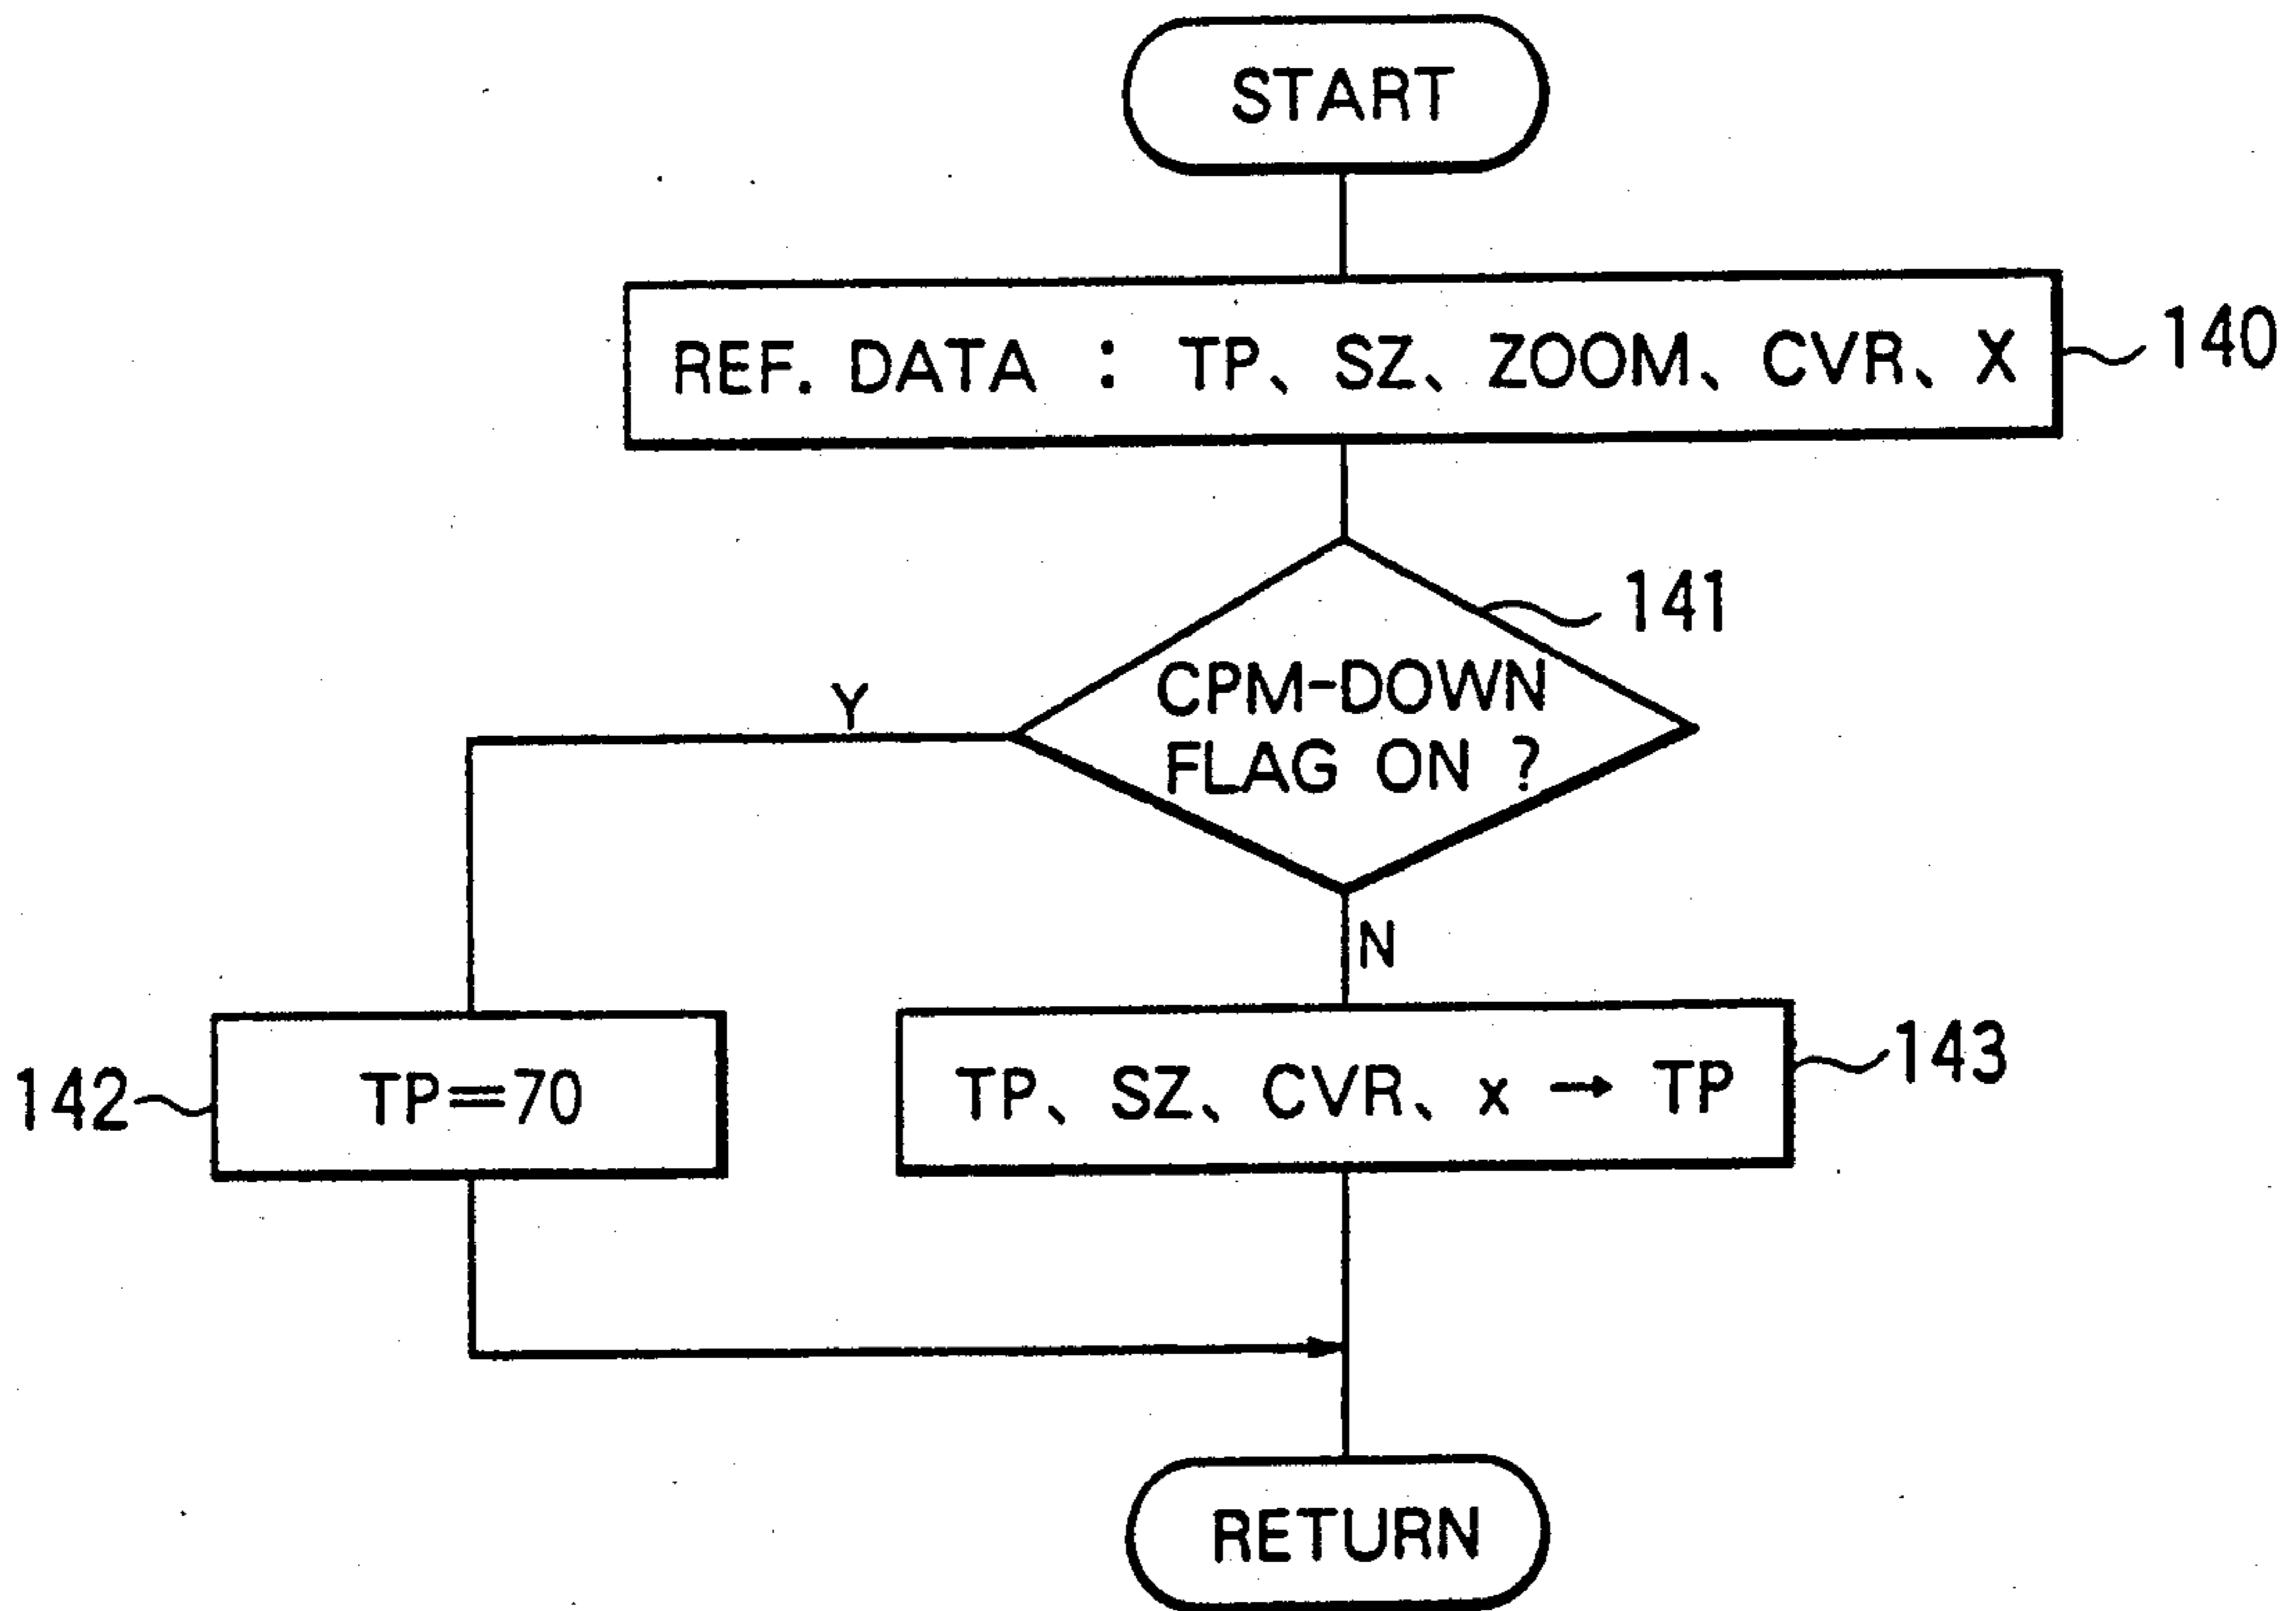 START
REF. DATA : TP、SZ、ZOOM、CVR、X
140
141
CPM-DOWN
FLAG ON ?
Y
N
142
TP=70
TP、SZ、CVR、x → TP
143
RETURN